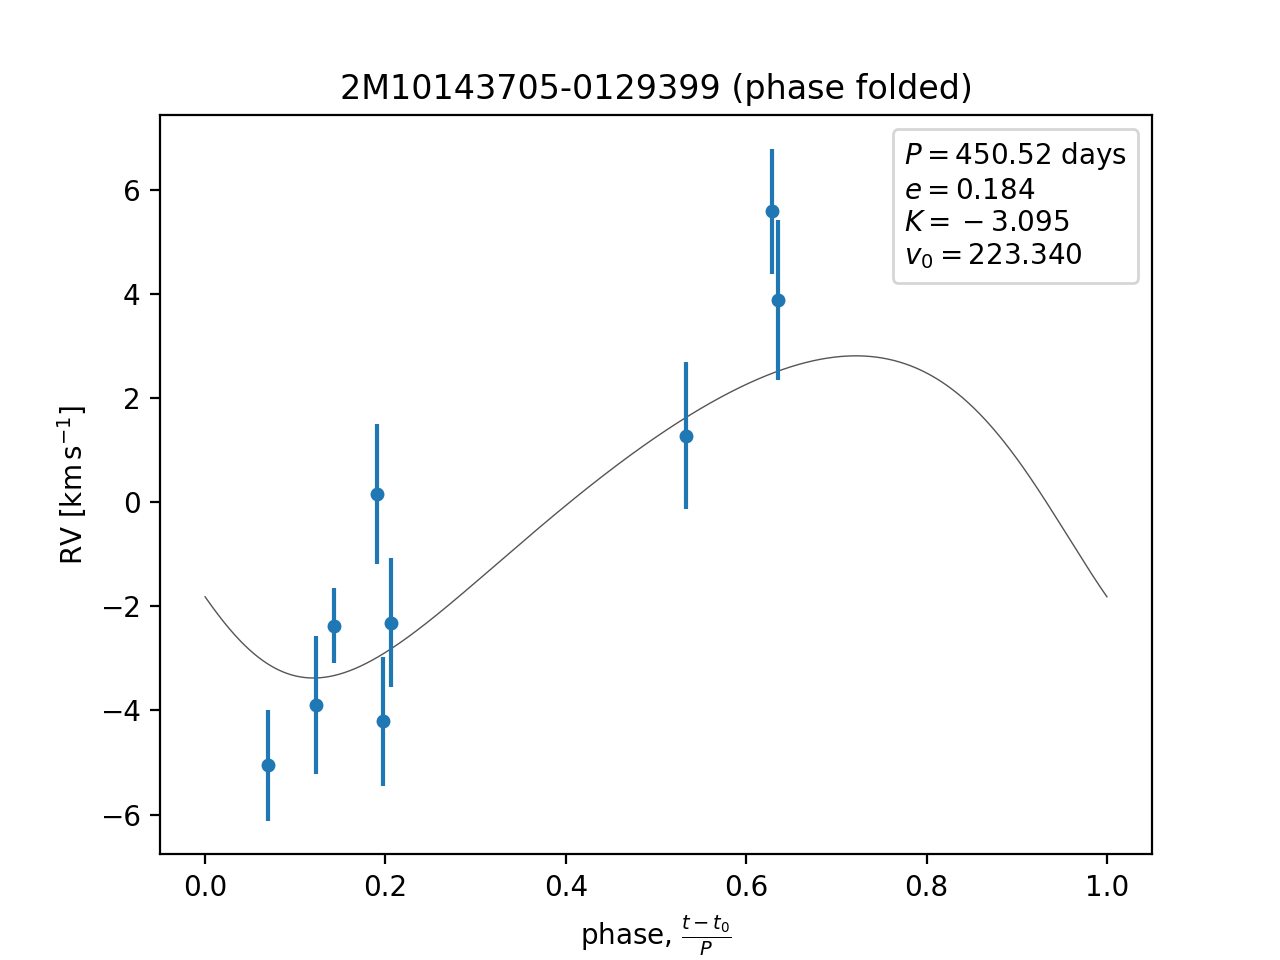 2M10143705-0129399 (phase folded)
P = 450.52 days
e = 0.184
K = −3.095
v₀ = 223.340
6
4
2
0
−2
−4
−6
RV [km s⁻¹]
0.0 0.2 0.4 0.6 0.8 1.0
phase, (t − t₀)/P